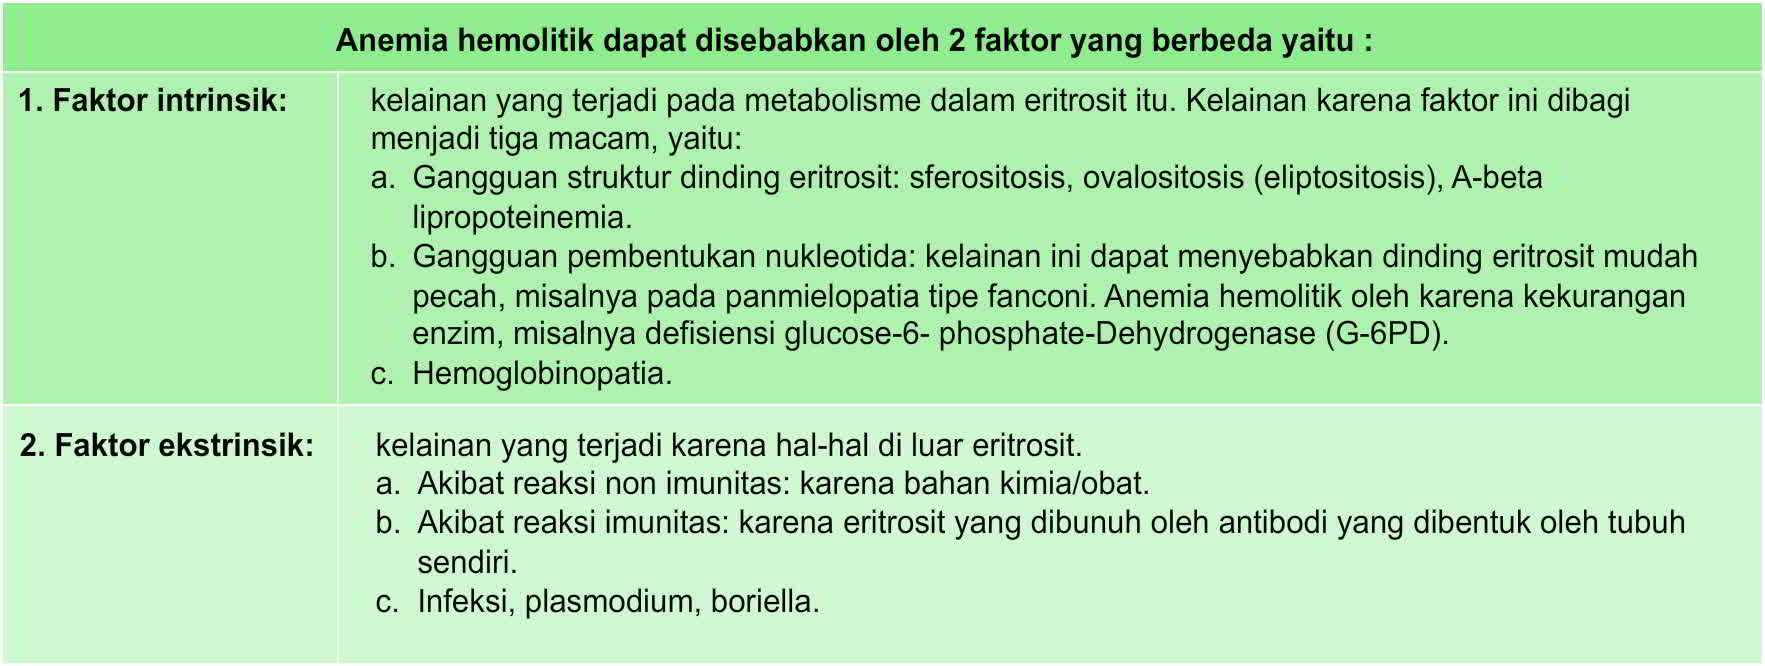 Anemia hemolitik dapat disebabkan oleh 2 faktor yang berbeda yaitu :
1. Faktor intrinsik:
kelainan yang terjadi pada metabolisme dalam eritrosit itu. Kelainan karena faktor ini dibagi
menjadi tiga macam, yaitu:
a. Gangguan struktur dinding eritrosit: sferositosis, ovalositosis (eliptositosis), A-beta
lipropoteinemia.
b. Gangguan pembentukan nukleotida: kelainan ini dapat menyebabkan dinding eritrosit mudah
pecah, misalnya pada panmielopatia tipe fanconi. Anemia hemolitik oleh karena kekurangan
enzim, misalnya defisiensi glucose-6- phosphate-Dehydrogenase (G-6PD).
c. Hemoglobinopatia.
2. Faktor ekstrinsik:
kelainan yang terjadi karena hal-hal di luar eritrosit.
a. Akibat reaksi non imunitas: karena bahan kimia/obat.
b. Akibat reaksi imunitas: karena eritrosit yang dibunuh oleh antibodi yang dibentuk oleh tubuh
sendiri.
c. Infeksi, plasmodium, boriella.